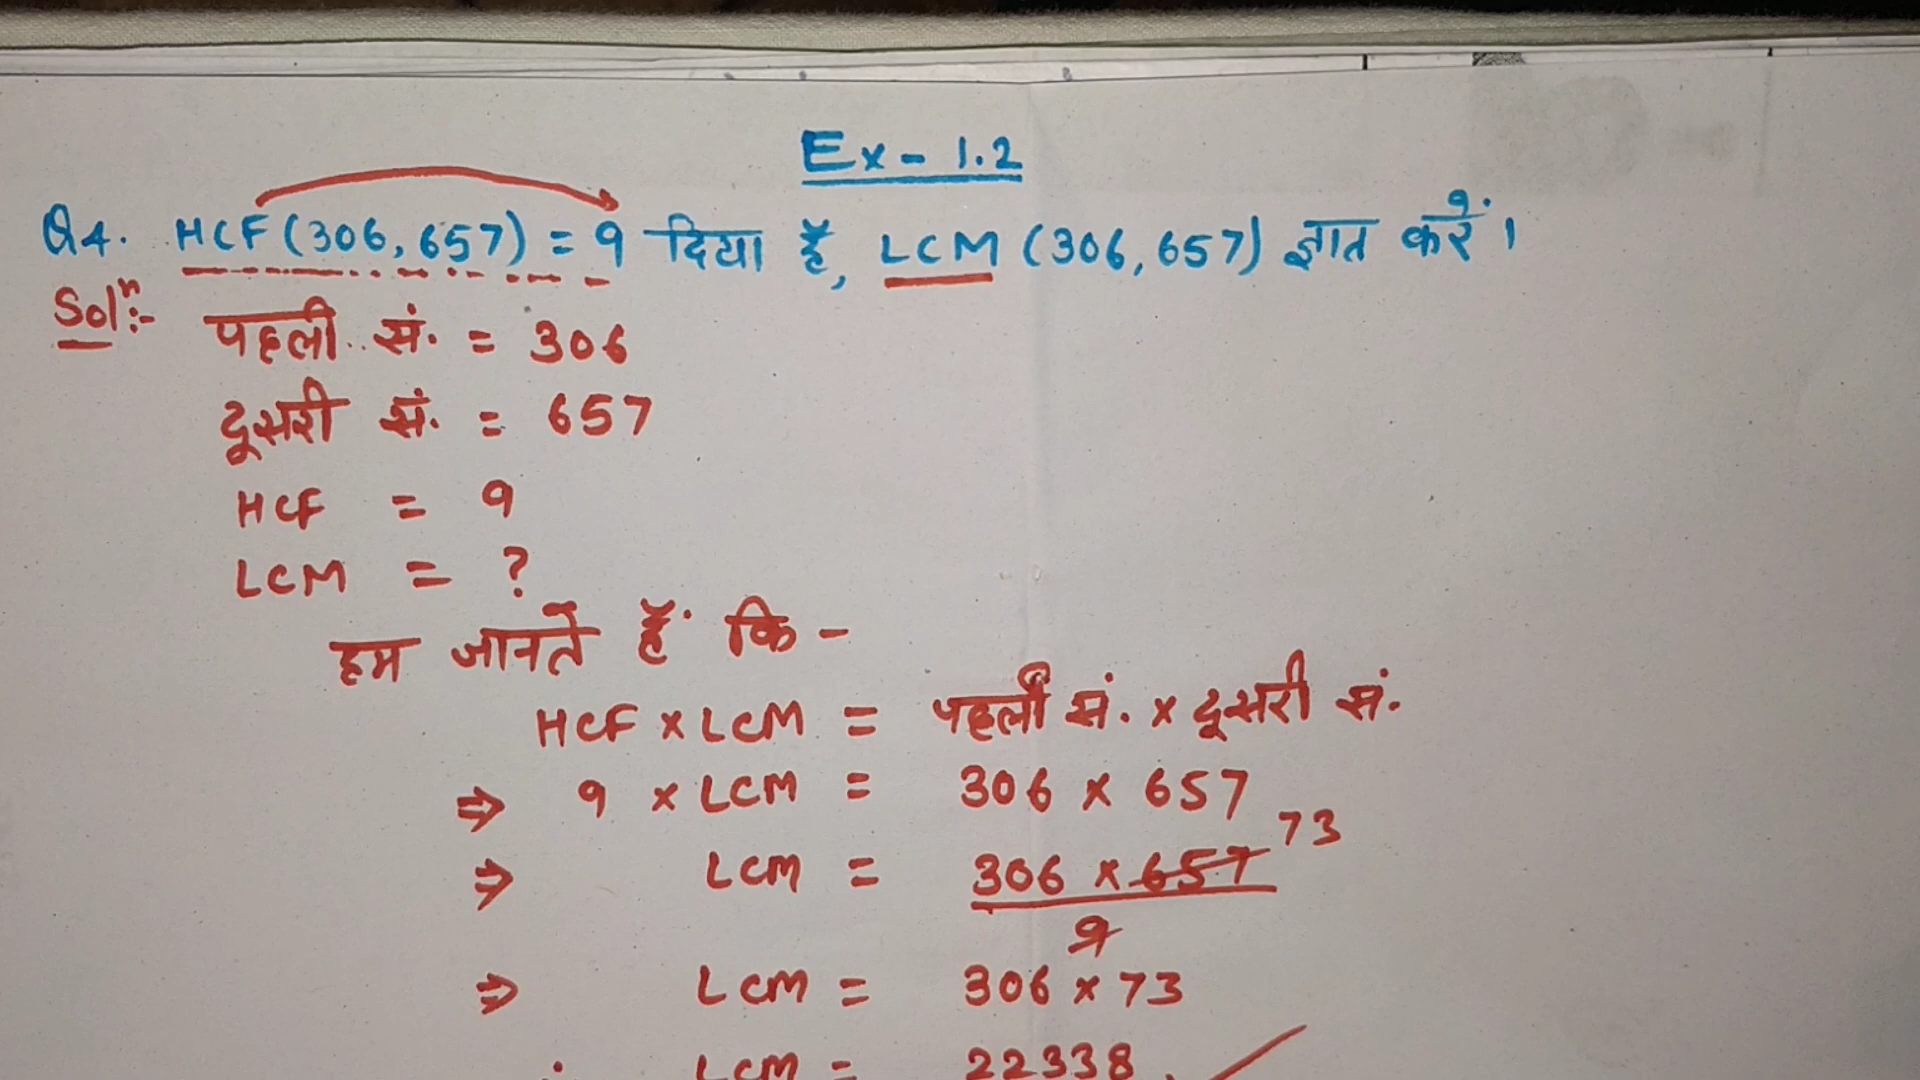 Ex - 1.2
Q4. HCF (306, 657) = 9 दिया है, LCM (306, 657) ज्ञात करें।
Solⁿ:-
पहली सं. = 306
दूसरी सं. = 657
HCF = 9
LCM = ?
हम जानते हैं कि -
HCF x LCM = पहली सं. x दूसरी सं.
⇒ 9 x LCM = 306 x 657
73
⇒ LCM = 306 x 657
9
⇒ LCM = 306 x 73
∴ LCM = 22338.